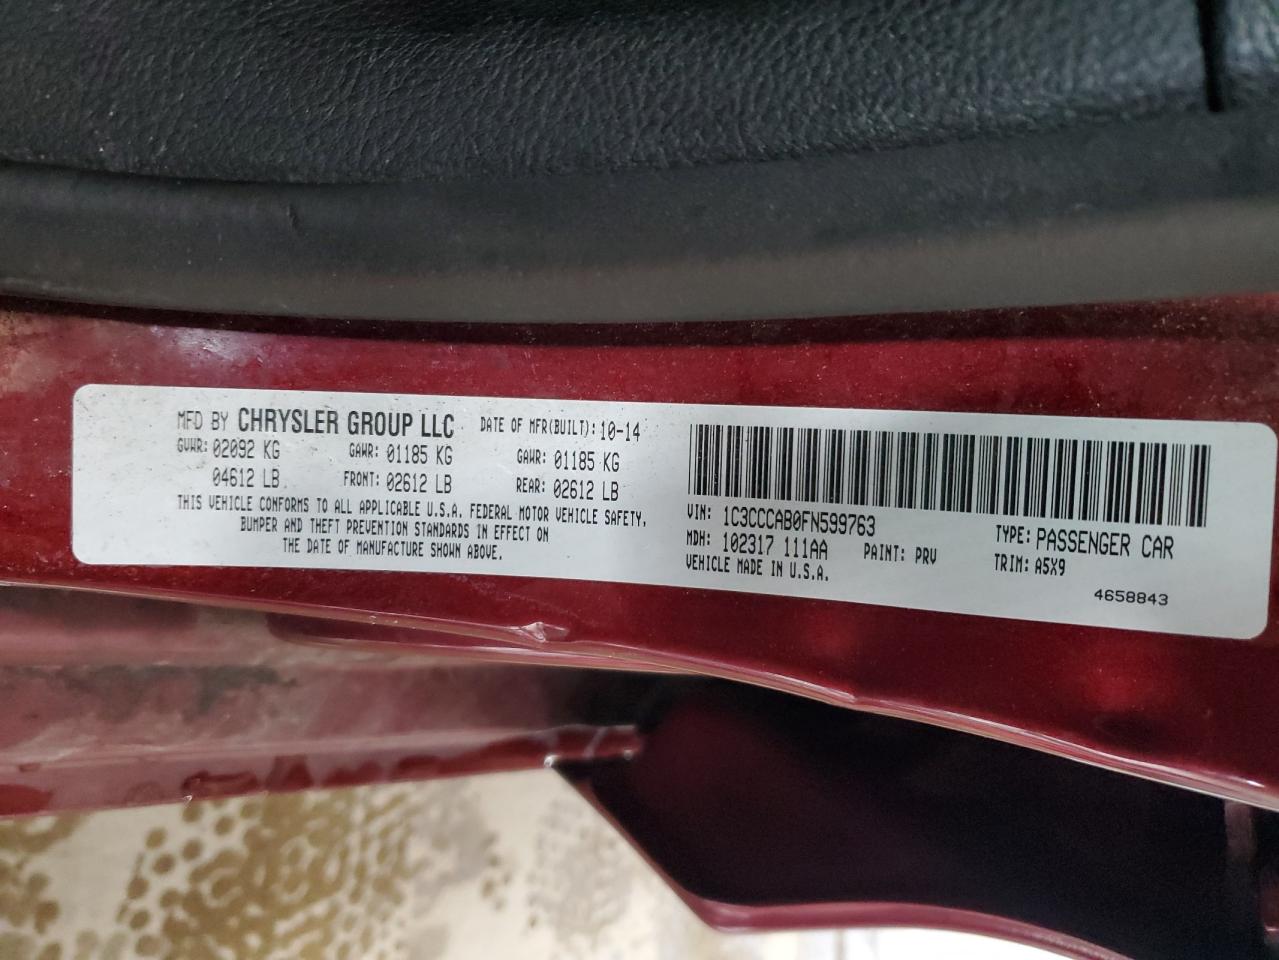 MFD BY CHRYSLER GROUP LLC DATE OF MFR(BUILT): 10-14
GVWR: 02092 KG GAWR: 01185 KG GAWR: 01185 KG
04612 LB FRONT: 02612 LB REAR: 02612 LB
THIS VEHICLE CONFORMS TO ALL APPLICABLE U.S.A. FEDERAL MOTOR VEHICLE SAFETY,
BUMPER AND THEFT PREVENTION STANDARDS IN EFFECT ON
THE DATE OF MANUFACTURE SHOWN ABOVE.
VIN: 1C3CCCAB0FN599763 TYPE: PASSENGER CAR
MDH: 102317 111AA PAINT: PRV TRIM: A5X9
VEHICLE MADE IN U.S.A.
4658843